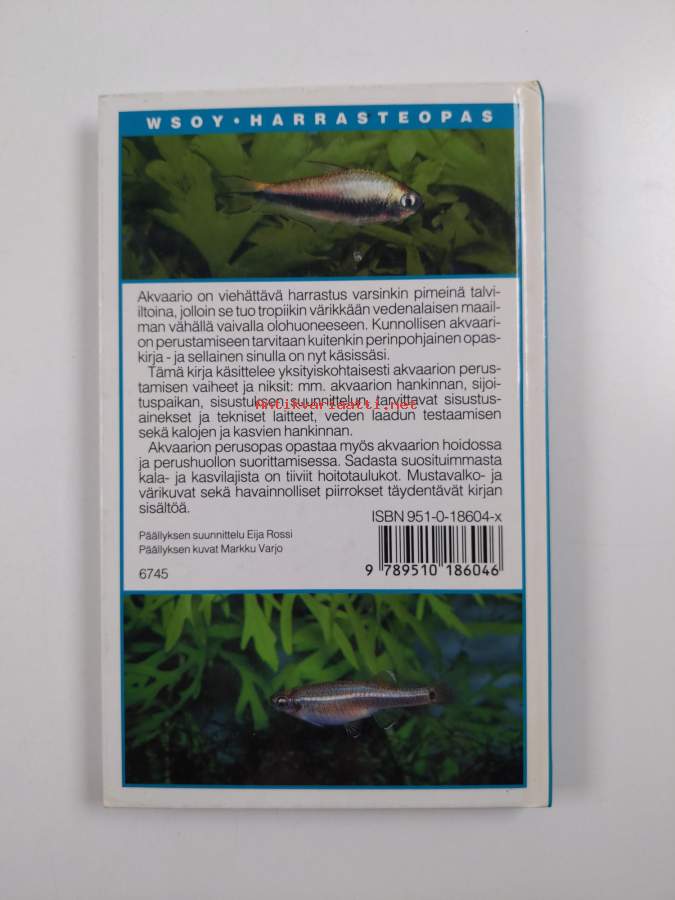 WSOY • HARRASTEOPAS
Akvaario on viehättävä harrastus varsinkin pimeinä talvi-
iltoina, jolloin se tuo tropiikin värikkään vedenalaisen maail-
man vähällä vaivalla olohuoneeseen. Kunnollisen akvaari-
on perustamiseen tarvitaan kuitenkin perinpohjainen opas-
kirja - ja sellainen sinulla on nyt käsissäsi.
Tämä kirja käsittelee yksityiskohtaisesti akvaarion perus-
tamisen vaiheet ja niksit: mm. akvaarion hankinnan, sijoi-
tuspaikan, sisustuksen suunnittelun, tarvittavat sisustus-
Antikvariaatti.net
ainekset ja tekniset laitteet, veden laadun testaamisen
sekä kalojen ja kasvien hankinnan.
Akvaarion perusopas opastaa myös akvaarion hoidossa
ja perushuollon suorittamisessa. Sadasta suosituimmasta
kala- ja kasvilajista on tiiviit hoitotaulukot. Mustavalko- ja
värikuvat sekä havainnolliset piirrokset täydentävät kirjan
sisältöä.
ISBN 951-0-18604-x
Päällyksen suunnittelu Eija Rossi
Päällyksen kuvat Markku Varjo
6745
9 789510 186046